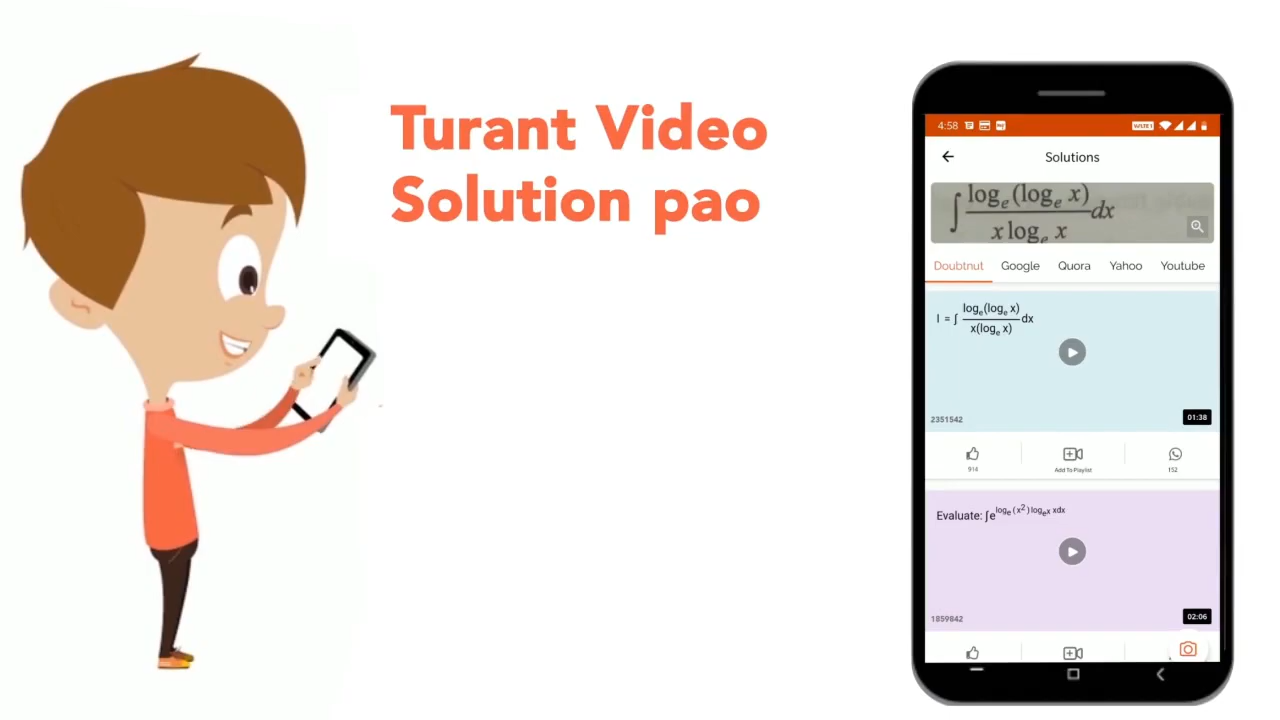 Turant Video
Solution pao
4:58
Solutions
∫ logₑ(logₑ x) / x logₑ x dx
Doubtnut Google Quora Yahoo Youtube
I = ∫ logₑ(logₑ x) / x(logₑ x) dx
2351542 01:38
914 Add To Playlist 152
Evaluate: ∫e^logₑ(x²)logₑx xdx
1859842 02:06